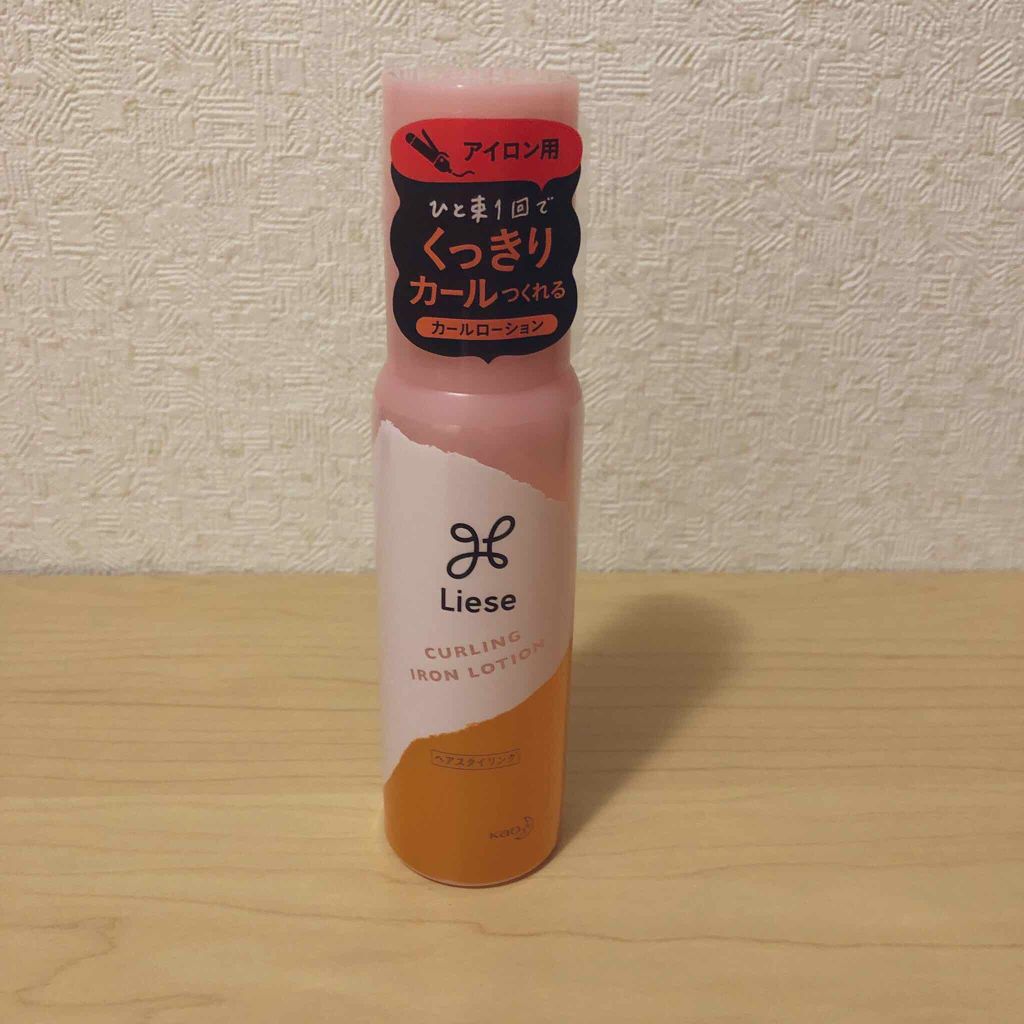 アイロン用
ひと束1回で
くっきり
カールつくれる
カールローション
Liese
CURLING
IRON LOTION
ヘアスタイリング
Kao